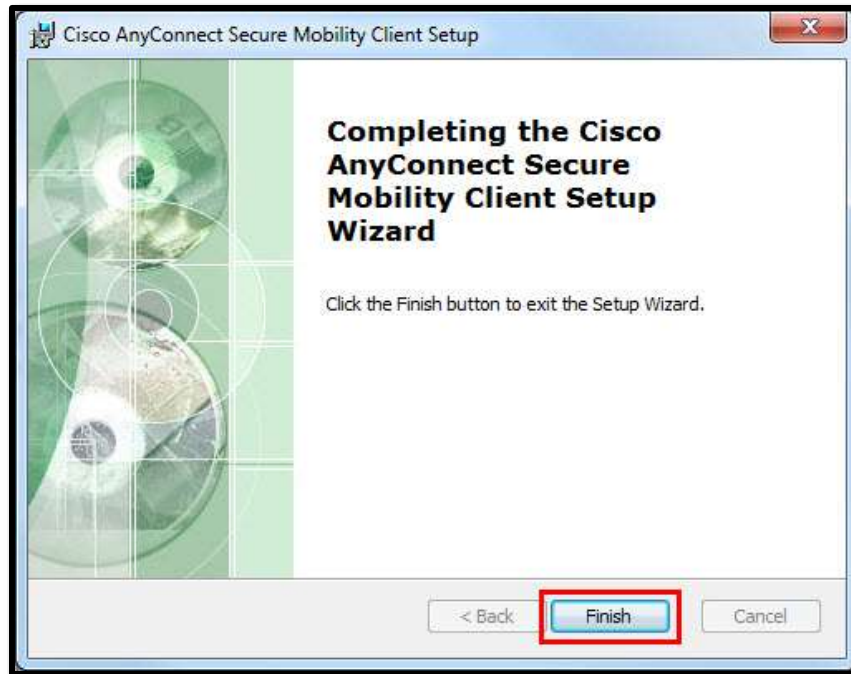 Cisco AnyConnect Secure Mobility Client Setup
Completing the Cisco
AnyConnect Secure
Mobility Client Setup
Wizard
Click the Finish button to exit the Setup Wizard.
< Back Finish Cancel